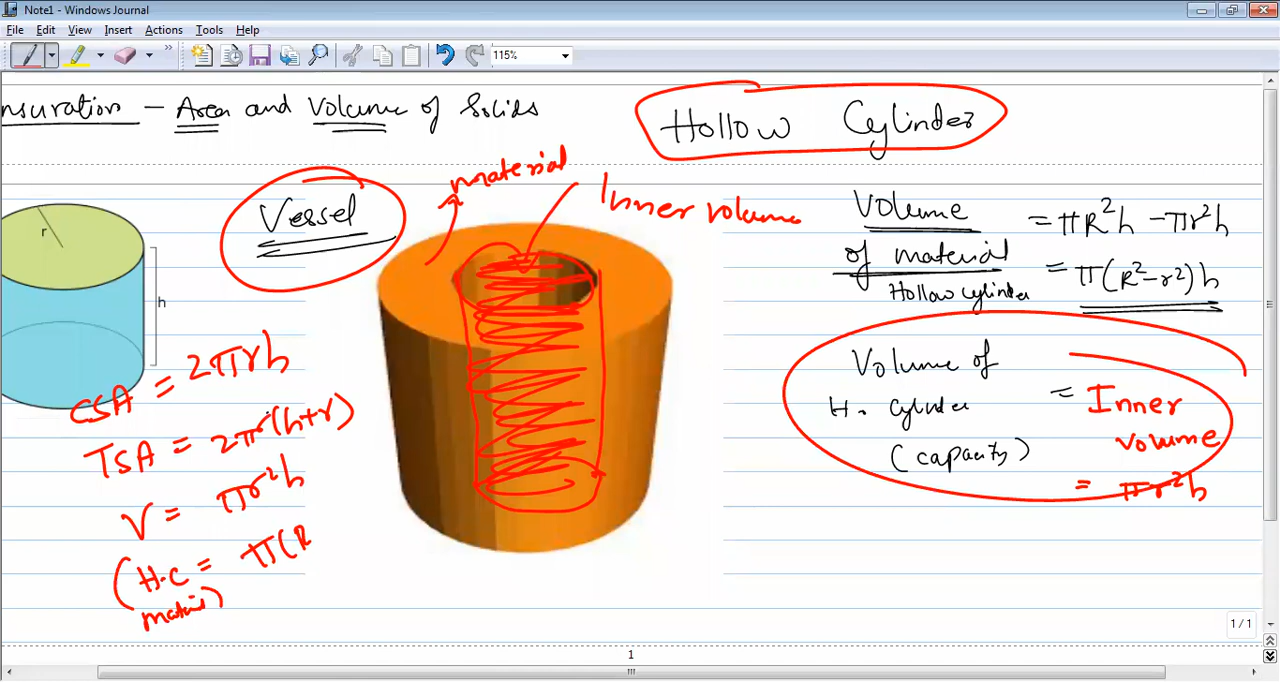 Note1 - Windows Journal
File Edit View Insert Actions Tools Help
115%
nsuration – Area and Volume of Solids
Hollow Cylinder
material
Inner volume
Vessel
Volume
of material
Hollow cylinder
= πR²h - πr²h
= π(R²-r²)h
r
h
CSA = 2πrh
TSA = 2πr(h+r)
V = πr²h
(H.C = π(R
Volume of
H. cylinder
(capacity)
= Inner
volume
= πr²h
1 / 1
1